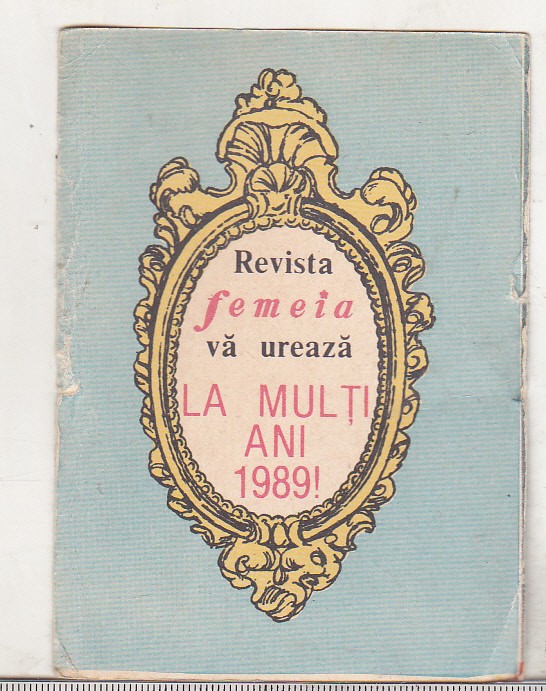 Revista
femeia
vă urează
LA MULȚI
ANI
1989!